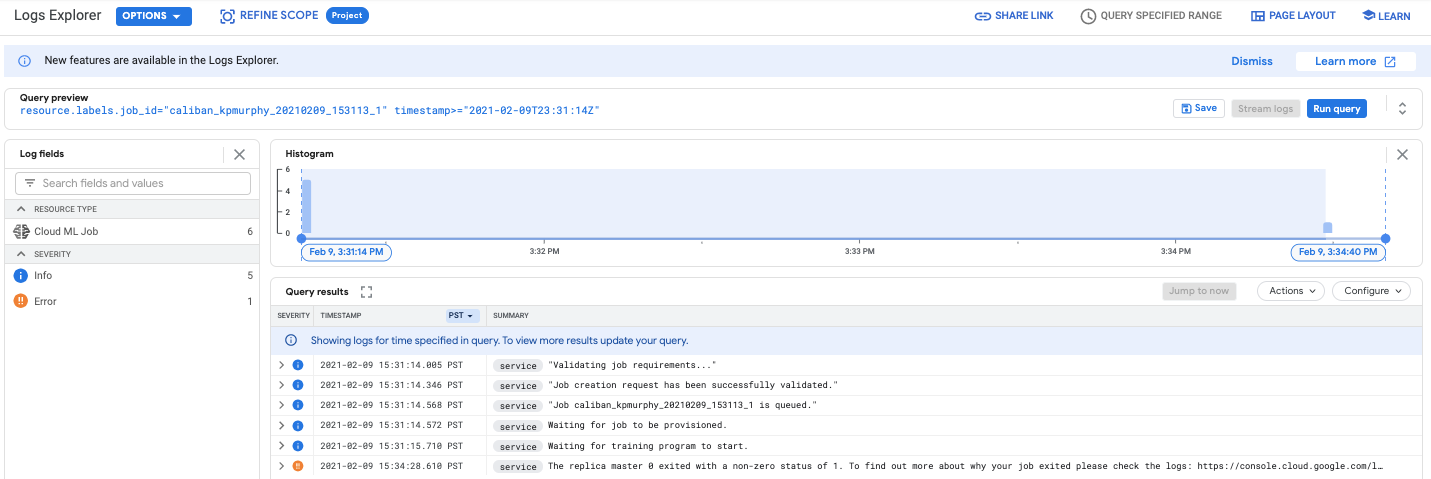 Logs Explorer OPTIONS REFINE SCOPE Project SHARE LINK QUERY SPECIFIED RANGE PAGE LAYOUT LEARN
New features are available in the Logs Explorer. Dismiss Learn more
Query preview
resource.labels.job_id="caliban_kpmurphy_20210209_153113_1" timestamp>="2021-02-09T23:31:14Z" Save Stream logs Run query
Log fields
Search fields and values
RESOURCE TYPE
Cloud ML Job 6
SEVERITY
Info 5
Error 1
Histogram
6
4
2
0
Feb 9, 3:31:14 PM 3:32 PM 3:33 PM 3:34 PM Feb 9, 3:34:40 PM
Query results Jump to now Actions Configure
SEVERITY TIMESTAMP PST SUMMARY
Showing logs for time specified in query. To view more results update your query.
2021-02-09 15:31:14.005 PST service "Validating job requirements..."
2021-02-09 15:31:14.346 PST service "Job creation request has been successfully validated."
2021-02-09 15:31:14.568 PST service "Job caliban_kpmurphy_20210209_153113_1 is queued."
2021-02-09 15:31:14.572 PST service Waiting for job to be provisioned.
2021-02-09 15:31:15.710 PST service Waiting for training program to start.
2021-02-09 15:34:28.610 PST service The replica master 0 exited with a non-zero status of 1. To find out more about why your job exited please check the logs: https://console.cloud.google.com/l…